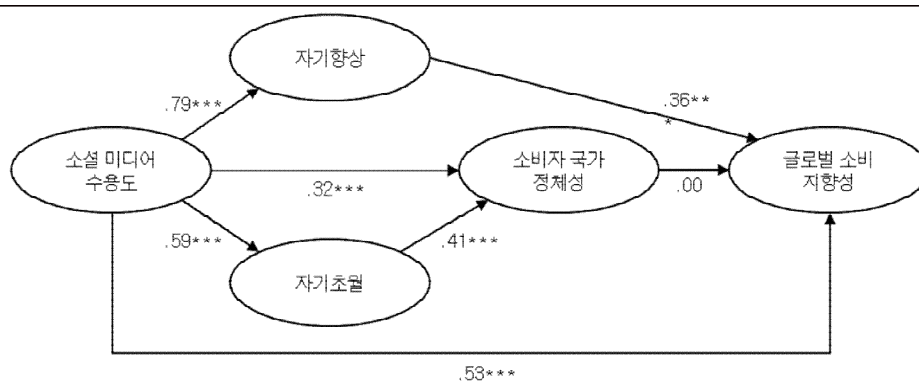 자기향상
.79***
.36**
*
소셜 미디어
수용도
소비자 국가
정체성
글로벌 소비
지향성
.32***
.00
.59***
.41***
자기초월
.53***